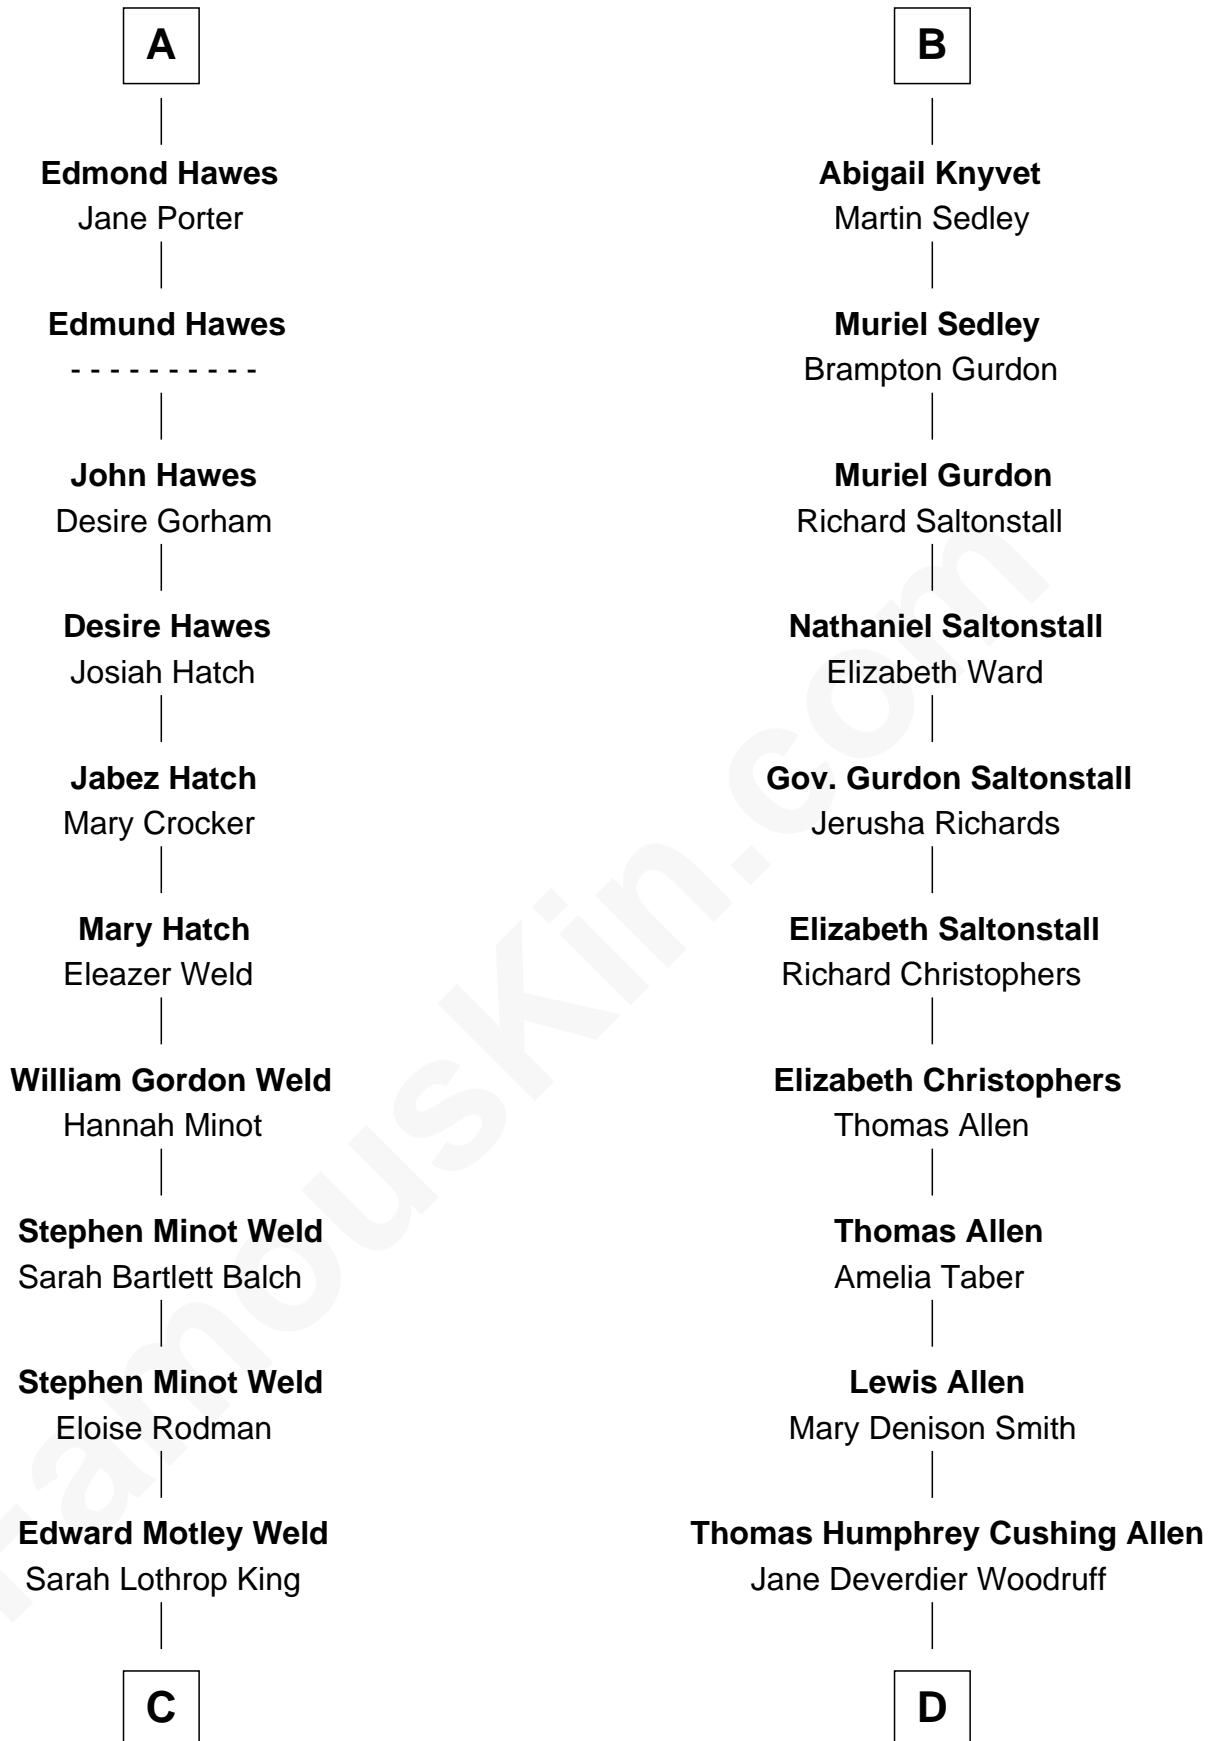 A
Edmond Hawes
Jane Porter
Edmund Hawes
- - - - - - - - - -
John Hawes
Desire Gorham
Desire Hawes
Josiah Hatch
Jabez Hatch
Mary Crocker
Mary Hatch
Eleazer Weld
William Gordon Weld
Hannah Minot
Stephen Minot Weld
Sarah Bartlett Balch
Stephen Minot Weld
Eloise Rodman
Edward Motley Weld
Sarah Lothrop King
C
B
Abigail Knyvet
Martin Sedley
Muriel Sedley
Brampton Gurdon
Muriel Gurdon
Richard Saltonstall
Nathaniel Saltonstall
Elizabeth Ward
Gov. Gurdon Saltonstall
Jerusha Richards
Elizabeth Saltonstall
Richard Christophers
Elizabeth Christophers
Thomas Allen
Thomas Allen
Amelia Taber
Lewis Allen
Mary Denison Smith
Thomas Humphrey Cushing Allen
Jane Deverdier Woodruff
D
FamousKin.com